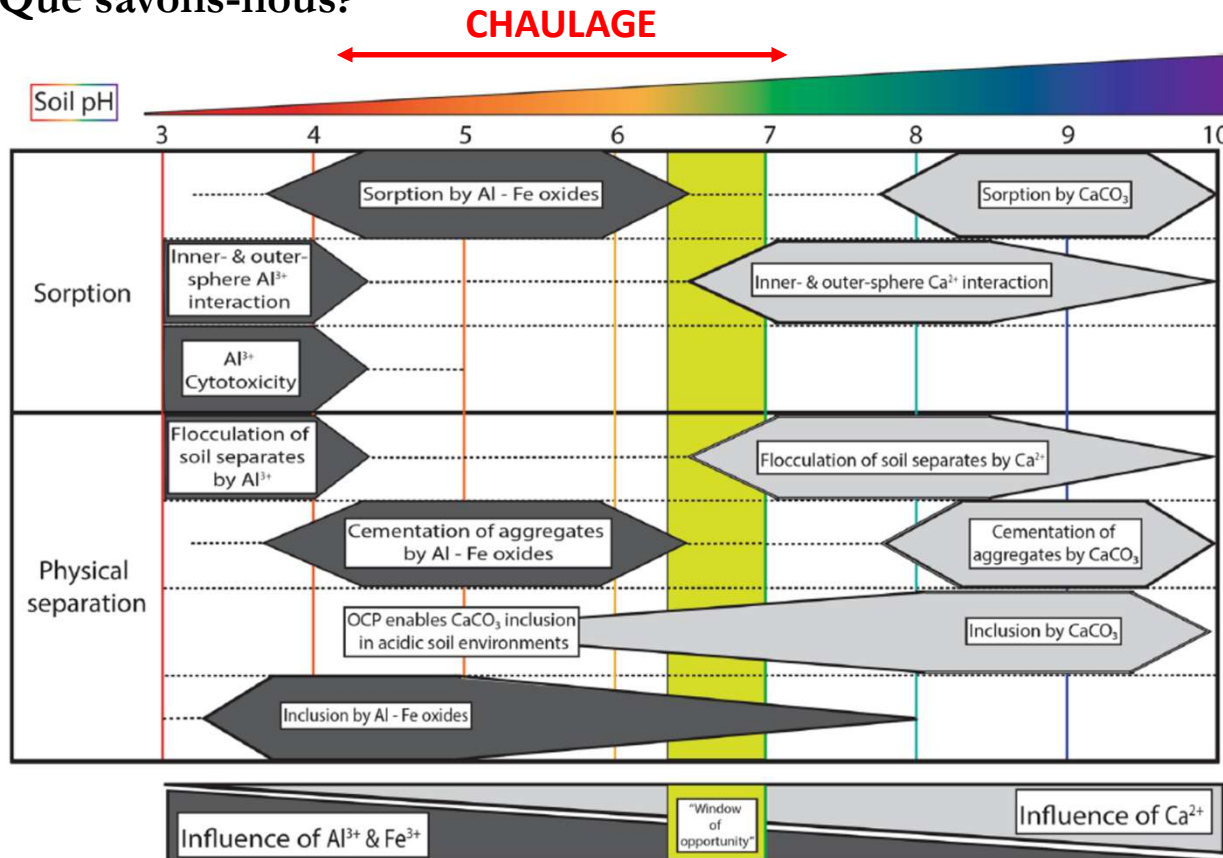 Que savons-nous?
CHAULAGE
Soil pH
3 4 5 6 7 8 9 10
Sorption
Sorption by Al - Fe oxides
Sorption by CaCO₃
Inner- & outer-
sphere Al³⁺
interaction
Inner- & outer-sphere Ca²⁺ interaction
Al³⁺
Cytotoxicity
Physical
separation
Flocculation of
soil separates
by Al³⁺
Flocculation of soil separates by Ca²⁺
Cementation of aggregates
by Al - Fe oxides
Cementation of
aggregates by CaCO₃
OCP enables CaCO₃ inclusion
in acidic soil environments
Inclusion by CaCO₃
Inclusion by Al - Fe oxides
Influence of Al³⁺ & Fe³⁺
"Window
of
opportunity"
Influence of Ca²⁺